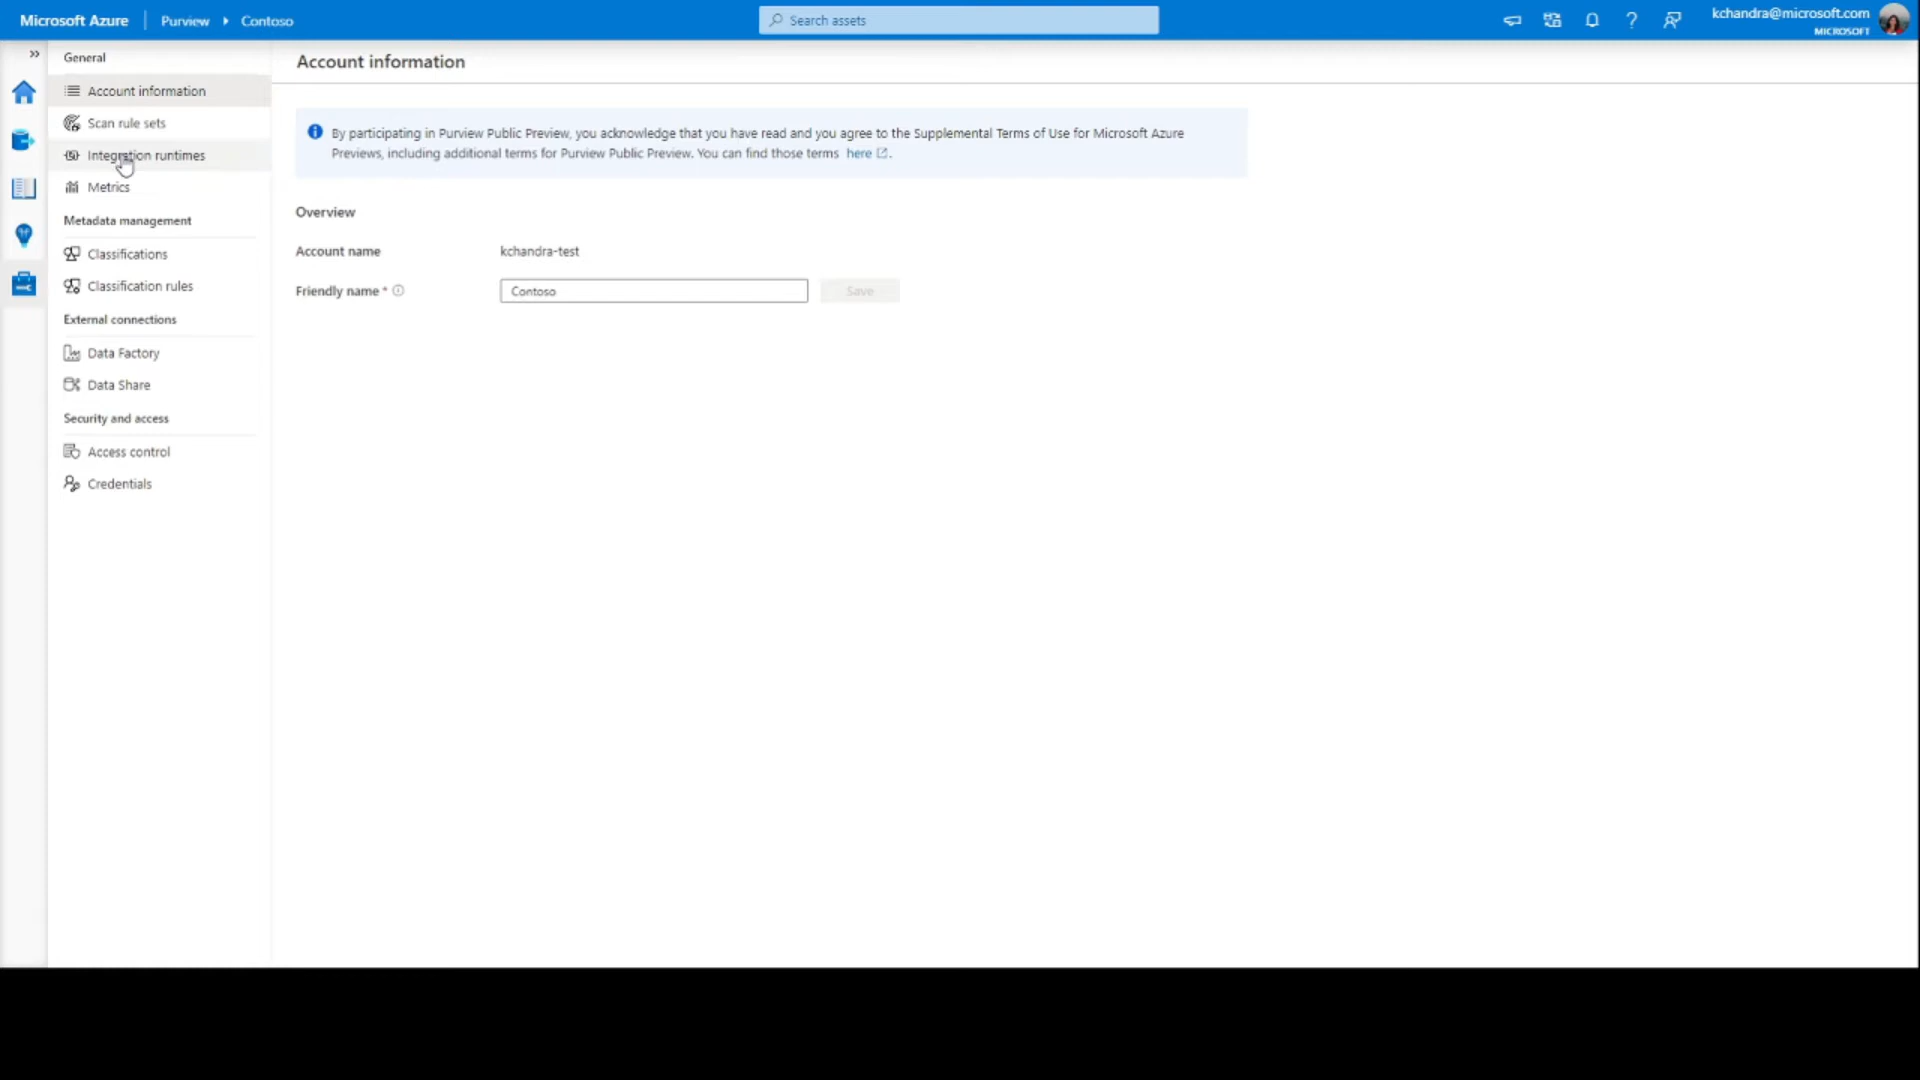 Microsoft Azure
Purview
Contoso
Search assets
kchandra@microsoft.com
MICROSOFT
General
Account information
Scan rule sets
Integration runtimes
Metrics
Metadata management
Classifications
Classification rules
External connections
Data Factory
Data Share
Security and access
Access control
Credentials
Account information
By participating in Purview Public Preview, you acknowledge that you have read and you agree to the Supplemental Terms of Use for Microsoft Azure
Previews, including additional terms for Purview Public Preview. You can find those terms here.
Overview
Account name kchandra-test
Friendly name * Contoso Save